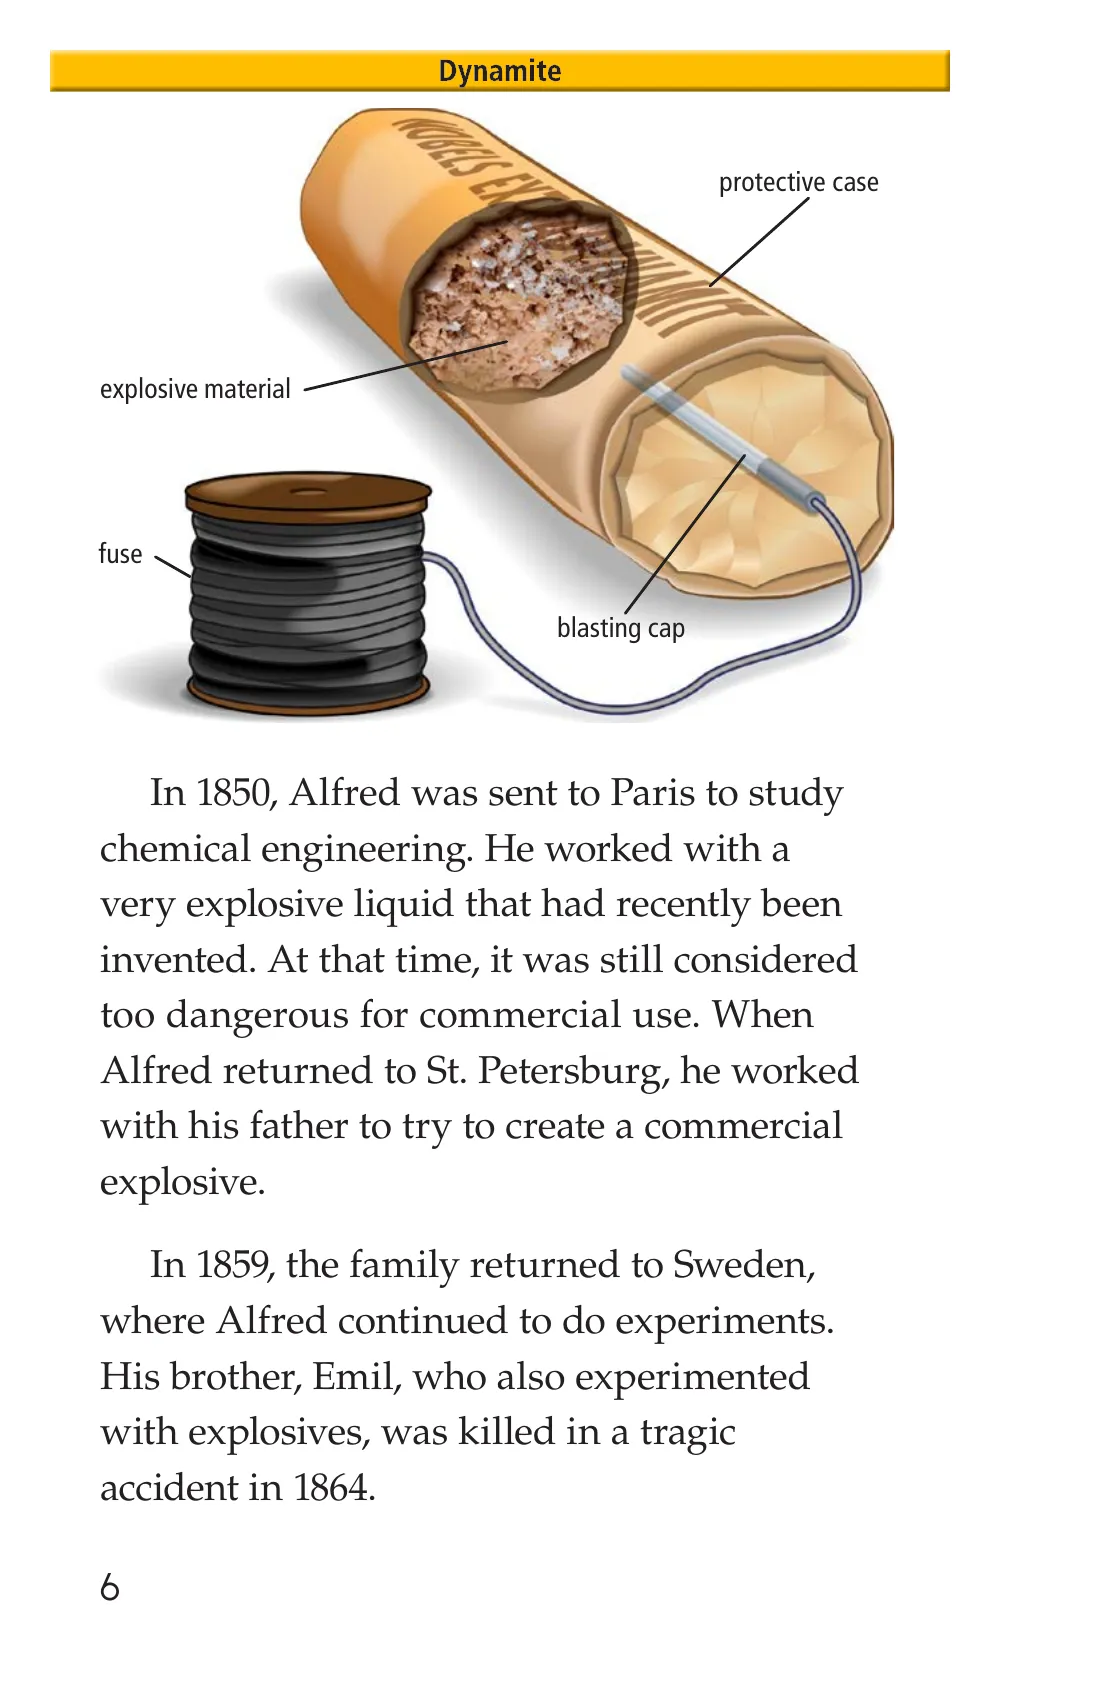 Dynamite
NOBELS EXT
NAMIT
protective case
explosive material
fuse
blasting cap
In 1850, Alfred was sent to Paris to study
chemical engineering. He worked with a
very explosive liquid that had recently been
invented. At that time, it was still considered
too dangerous for commercial use. When
Alfred returned to St. Petersburg, he worked
with his father to try to create a commercial
explosive.
In 1859, the family returned to Sweden,
where Alfred continued to do experiments.
His brother, Emil, who also experimented
with explosives, was killed in a tragic
accident in 1864.
6